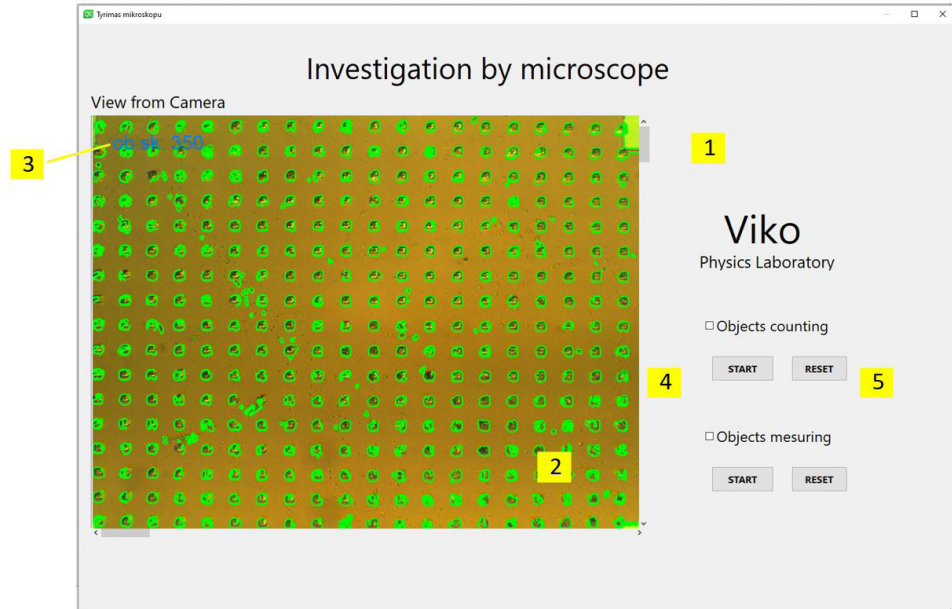 Tyrimas mikroskopu
Investigation by microscope
View from Camera
ob.sk 350
3
1
Viko
Physics Laboratory
Objects counting
4
START
RESET
5
Objects mesuring
2
START
RESET